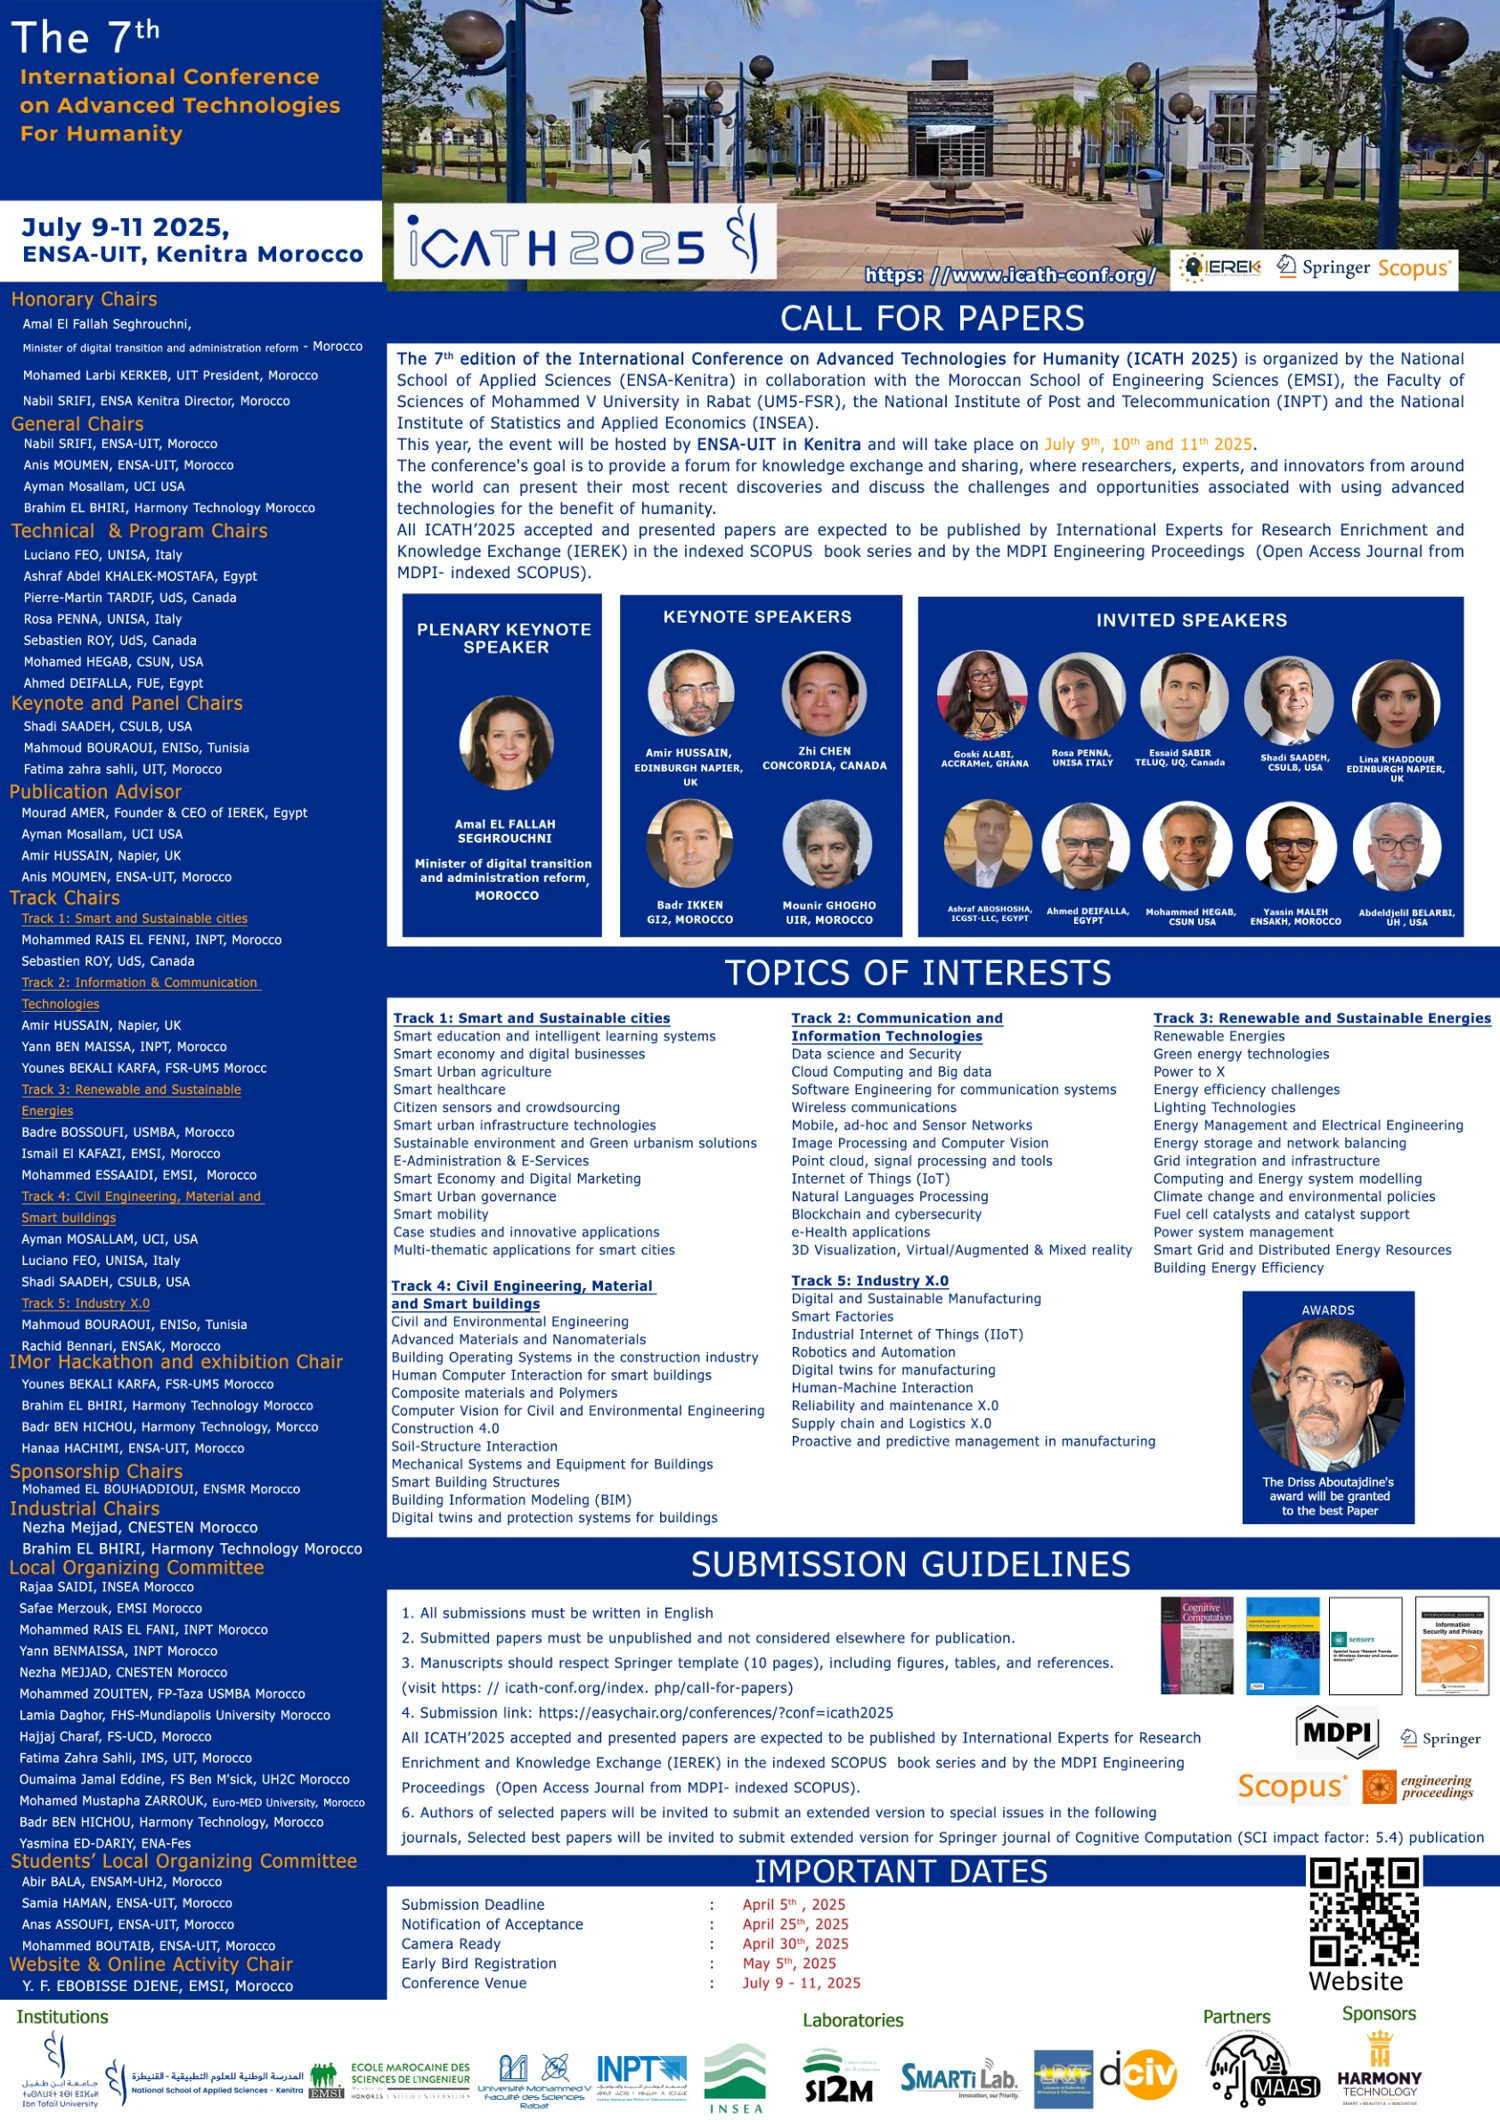 The 7th
International Conference
on Advanced Technologies
For Humanity
July 9-11 2025,
ENSA-UIT, Kenitra Morocco
iCATH2025
https: //www.icath-conf.org/
IEREK
Springer
Scopus
Honorary Chairs
Amal El Fallah Seghrouchni,
Minister of digital transition and administration reform - Morocco
Mohamed Larbi KERKEB, UIT President, Morocco
Nabil SRIFI, ENSA Kenitra Director, Morocco
General Chairs
Nabil SRIFI, ENSA-UIT, Morocco
Anis MOUMEN, ENSA-UIT, Morocco
Ayman Mosallam, UCI USA
Brahim EL BHIRI, Harmony Technology Morocco
Technical & Program Chairs
Luciano FEO, UNISA, Italy
Ashraf Abdel KHALEK-MOSTAFA, Egypt
Pierre-Martin TARDIF, UdS, Canada
Rosa PENNA, UNISA, Italy
Sebastien ROY, UdS, Canada
Mohamed HEGAB, CSUN, USA
Ahmed DEIFALLA, FUE, Egypt
Keynote and Panel Chairs
Shadi SAADEH, CSULB, USA
Mahmoud BOURAOUI, ENISo, Tunisia
Fatima zahra sahli, UIT, Morocco
Publication Advisor
Mourad AMER, Founder & CEO of IEREK, Egypt
Ayman Mosallam, UCI USA
Amir HUSSAIN, Napier, UK
Anis MOUMEN, ENSA-UIT, Morocco
Track Chairs
Track 1: Smart and Sustainable cities
Mohammed RAIS EL FENNI, INPT, Morocco
Sebastien ROY, UdS, Canada
Track 2: Information & Communication
Technologies
Amir HUSSAIN, Napier, UK
Yann BEN MAISSA, INPT, Morocco
Younes BEKALI KARFA, FSR-UM5 Morocc
Track 3: Renewable and Sustainable
Energies
Badre BOSSOUFI, USMBA, Morocco
Ismail El KAFAZI, EMSI, Morocco
Mohammed ESSAAIDI, EMSI, Morocco
Track 4: Civil Engineering, Material and
Smart buildings
Ayman MOSALLAM, UCI, USA
Luciano FEO, UNISA, Italy
Shadi SAADEH, CSULB, USA
Track 5: Industry X.0
Mahmoud BOURAOUI, ENISo, Tunisia
Rachid Bennari, ENSAK, Morocco
IMor Hackathon and exhibition Chair
Younes BEKALI KARFA, FSR-UM5 Morocco
Brahim EL BHIRI, Harmony Technology Morocco
Badr BEN HICHOU, Harmony Technology, Morcco
Hanaa HACHIMI, ENSA-UIT, Morocco
Sponsorship Chairs
Mohamed EL BOUHADDIOUI, ENSMR Morocco
Industrial Chairs
Nezha Mejjad, CNESTEN Morocco
Brahim EL BHIRI, Harmony Technology Morocco
Local Organizing Committee
Rajaa SAIDI, INSEA Morocco
Safae Merzouk, EMSI Morocco
Mohammed RAIS EL FANI, INPT Morocco
Yann BENMAISSA, INPT Morocco
Nezha MEJJAD, CNESTEN Morocco
Mohammed ZOUITEN, FP-Taza USMBA Morocco
Lamia Daghor, FHS-Mundiapolis University Morocco
Hajjaj Charaf, FS-UCD, Morocco
Fatima Zahra Sahli, IMS, UIT, Morocco
Oumaima Jamal Eddine, FS Ben M'sick, UH2C Morocco
Mohamed Mustapha ZARROUK, Euro-MED University, Morocco
Badr BEN HICHOU, Harmony Technology, Morocco
Yasmina ED-DARIY, ENA-Fes
Students' Local Organizing Committee
Abir BALA, ENSAM-UH2, Morocco
Samia HAMAN, ENSA-UIT, Morocco
Anas ASSOUFI, ENSA-UIT, Morocco
Mohammed BOUTAIB, ENSA-UIT, Morocco
Website & Online Activity Chair
Y. F. EBOBISSE DJENE, EMSI, Morocco
CALL FOR PAPERS
The 7th edition of the International Conference on Advanced Technologies for Humanity (ICATH 2025) is organized by the National
School of Applied Sciences (ENSA-Kenitra) in collaboration with the Moroccan School of Engineering Sciences (EMSI), the Faculty of
Sciences of Mohammed V University in Rabat (UM5-FSR), the National Institute of Post and Telecommunication (INPT) and the National
Institute of Statistics and Applied Economics (INSEA).
This year, the event will be hosted by ENSA-UIT in Kenitra and will take place on July 9th, 10th and 11th 2025.
The conference's goal is to provide a forum for knowledge exchange and sharing, where researchers, experts, and innovators from around
the world can present their most recent discoveries and discuss the challenges and opportunities associated with using advanced
technologies for the benefit of humanity.
All ICATH'2025 accepted and presented papers are expected to be published by International Experts for Research Enrichment and
Knowledge Exchange (IEREK) in the indexed SCOPUS book series and by the MDPI Engineering Proceedings (Open Access Journal from
MDPI- indexed SCOPUS).
PLENARY KEYNOTE
SPEAKER
Amal EL FALLAH
SEGHROUCHNI
Minister of digital transition
and administration reform,
MOROCCO
KEYNOTE SPEAKERS
Amir HUSSAIN,
EDINBURGH NAPIER,
UK
Zhi CHEN
CONCORDIA, CANADA
Badr IKKEN
GI2, MOROCCO
Mounir GHOGHO
UIR, MOROCCO
INVITED SPEAKERS
Goski ALABI,
ACCRAMet, GHANA
Rosa PENNA,
UNISA ITALY
Essaid SABIR
TELUQ, UQ, Canada
Shadi SAADEH,
CSULB, USA
Lina KHADDOUR
EDINBURGH NAPIER,
UK
Ashraf ABOSHOSHA,
ICGST-LLC, EGYPT
Ahmed DEIFALLA,
EGYPT
Mohammed HEGAB,
CSUN USA
Yassin MALEH
ENSAKH, MOROCCO
Abdeldjelil BELARBI,
UH , USA
TOPICS OF INTERESTS
Track 1: Smart and Sustainable cities
Smart education and intelligent learning systems
Smart economy and digital businesses
Smart Urban agriculture
Smart healthcare
Citizen sensors and crowdsourcing
Smart urban infrastructure technologies
Sustainable environment and Green urbanism solutions
E-Administration & E-Services
Smart Economy and Digital Marketing
Smart Urban governance
Smart mobility
Case studies and innovative applications
Multi-thematic applications for smart cities
Track 2: Communication and
Information Technologies
Data science and Security
Cloud Computing and Big data
Software Engineering for communication systems
Wireless communications
Mobile, ad-hoc and Sensor Networks
Image Processing and Computer Vision
Point cloud, signal processing and tools
Internet of Things (IoT)
Natural Languages Processing
Blockchain and cybersecurity
e-Health applications
3D Visualization, Virtual/Augmented & Mixed reality
Track 3: Renewable and Sustainable Energies
Renewable Energies
Green energy technologies
Power to X
Energy efficiency challenges
Lighting Technologies
Energy Management and Electrical Engineering
Energy storage and network balancing
Grid integration and infrastructure
Computing and Energy system modelling
Climate change and environmental policies
Fuel cell catalysts and catalyst support
Power system management
Smart Grid and Distributed Energy Resources
Building Energy Efficiency
Track 4: Civil Engineering, Material
and Smart buildings
Civil and Environmental Engineering
Advanced Materials and Nanomaterials
Building Operating Systems in the construction industry
Human Computer Interaction for smart buildings
Composite materials and Polymers
Computer Vision for Civil and Environmental Engineering
Construction 4.0
Soil-Structure Interaction
Mechanical Systems and Equipment for Buildings
Smart Building Structures
Building Information Modeling (BIM)
Digital twins and protection systems for buildings
Track 5: Industry X.0
Digital and Sustainable Manufacturing
Smart Factories
Industrial Internet of Things (IIoT)
Robotics and Automation
Digital twins for manufacturing
Human-Machine Interaction
Reliability and maintenance X.0
Supply chain and Logistics X.0
Proactive and predictive management in manufacturing
AWARDS
The Driss Aboutajdine's
award will be granted
to the best Paper
SUBMISSION GUIDELINES
1. All submissions must be written in English
2. Submitted papers must be unpublished and not considered elsewhere for publication.
3. Manuscripts should respect Springer template (10 pages), including figures, tables, and references.
(visit https: // icath-conf.org/index. php/call-for-papers)
4. Submission link: https://easychair.org/conferences/?conf=icath2025
All ICATH'2025 accepted and presented papers are expected to be published by International Experts for Research
Enrichment and Knowledge Exchange (IEREK) in the indexed SCOPUS book series and by the MDPI Engineering
Proceedings (Open Access Journal from MDPI- indexed SCOPUS).
6. Authors of selected papers will be invited to submit an extended version to special issues in the following
journals, Selected best papers will be invited to submit extended version for Springer journal of Cognitive Computation (SCI impact factor: 5.4) publication
Cognitive
Computation
sensors
Information
Security and Privacy
MDPI
Springer
Scopus
engineering
proceedings
IMPORTANT DATES
Submission Deadline : April 5th , 2025
Notification of Acceptance : April 25th, 2025
Camera Ready : April 30th, 2025
Early Bird Registration : May 5th, 2025
Conference Venue : July 9 - 11, 2025
Website
Institutions
Laboratories
Partners
Sponsors
جامعة ابن طفيل
Ibn Tofail University
المدرسة الوطنية للعلوم التطبيقية - القنيطرة
National School of Applied Sciences - Kenitra
EMSI
ECOLE MAROCAINE DES
SCIENCES DE L'INGENIEUR
HONORIS UNITED UNIVERSITIES
Université Mohammed V
Faculté des Sciences
Rabat
INPT
INSEA
SI2M
SMARTi Lab.
Innovation, our Priority.
LRIT
dciv
MAASI
HARMONY
TECHNOLOGY
SMART • BEAUTIFUL • INNOVATIVE